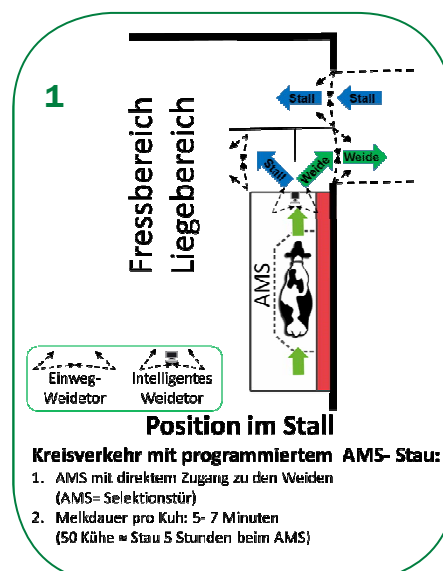 1
Fressbereich
Liegebereich
Stall
Stall
Stall
Weide
Weide
AMS
Einweg-
Weidetor
Intelligentes
Weidetor
Position im Stall
Kreisverkehr mit programmiertem AMS- Stau:
1. AMS mit direktem Zugang zu den Weiden
(AMS= Selektionstür)
2. Melkdauer pro Kuh: 5- 7 Minuten
(50 Kühe ≈ Stau 5 Stunden beim AMS)